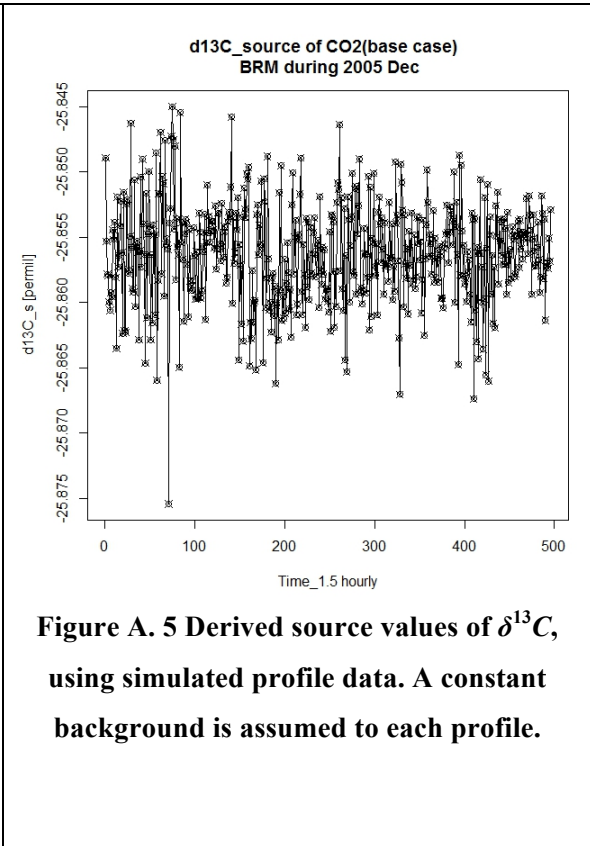 d13C_source of CO2(base case)
BRM during 2005 Dec
d13C_s [permil]
-25.845
-25.850
-25.855
-25.860
-25.865
-25.870
-25.875
0 100 200 300 400 500
Time_1.5 hourly
Figure A. 5 Derived source values of δ¹³C,
using simulated profile data. A constant
background is assumed to each profile.